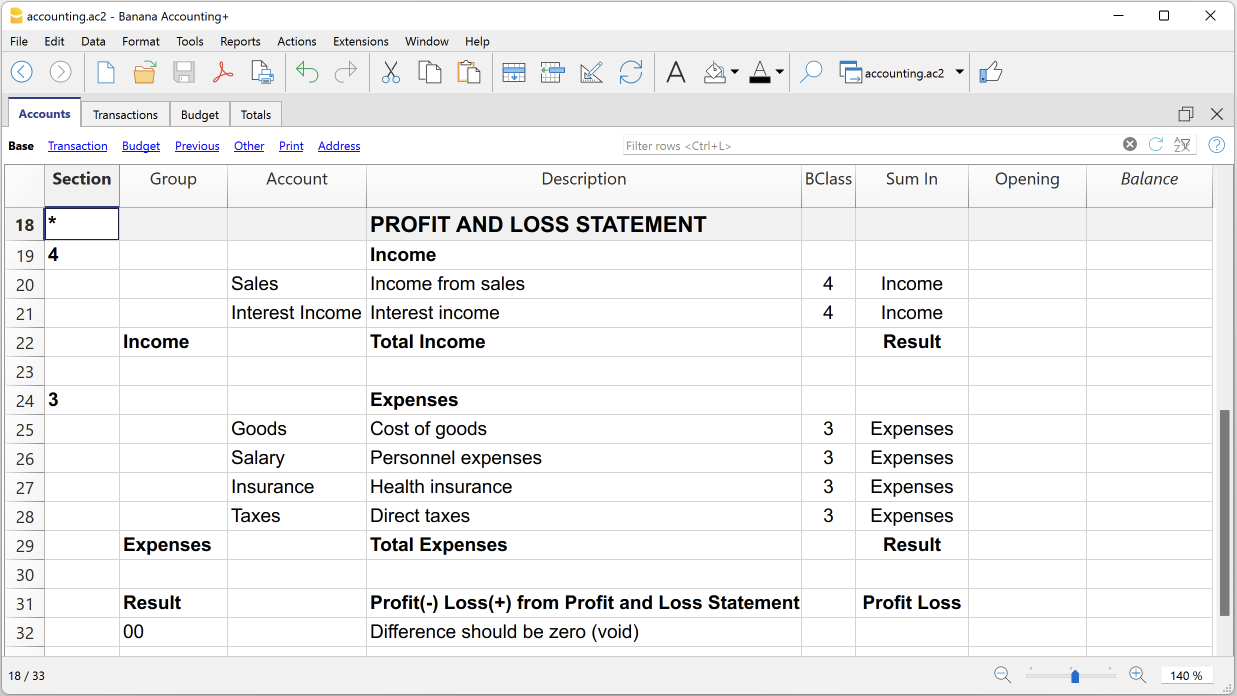 accounting.ac2 - Banana Accounting+
File Edit Data Format Tools Reports Actions Extensions Window Help
accounting.ac2
Accounts Transactions Budget Totals
Base Transaction Budget Previous Other Print Address Filter rows <Ctrl+L>
Section Group Account Description BClass Sum In Opening Balance
18 * PROFIT AND LOSS STATEMENT
19 4 Income
20 Sales Income from sales 4 Income
21 Interest Income Interest income 4 Income
22 Income Total Income Result
23
24 3 Expenses
25 Goods Cost of goods 3 Expenses
26 Salary Personnel expenses 3 Expenses
27 Insurance Health insurance 3 Expenses
28 Taxes Direct taxes 3 Expenses
29 Expenses Total Expenses Result
30
31 Result Profit(-) Loss(+) from Profit and Loss Statement Profit Loss
32 00 Difference should be zero (void)
18 / 33 140 %